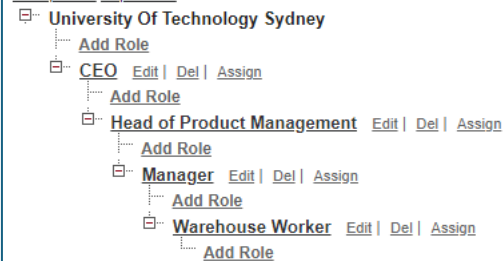 University Of Technology Sydney
Add Role
CEO Edit | Del | Assign
Add Role
Head of Product Management Edit | Del | Assign
Add Role
Manager Edit | Del | Assign
Add Role
Warehouse Worker Edit | Del | Assign
Add Role